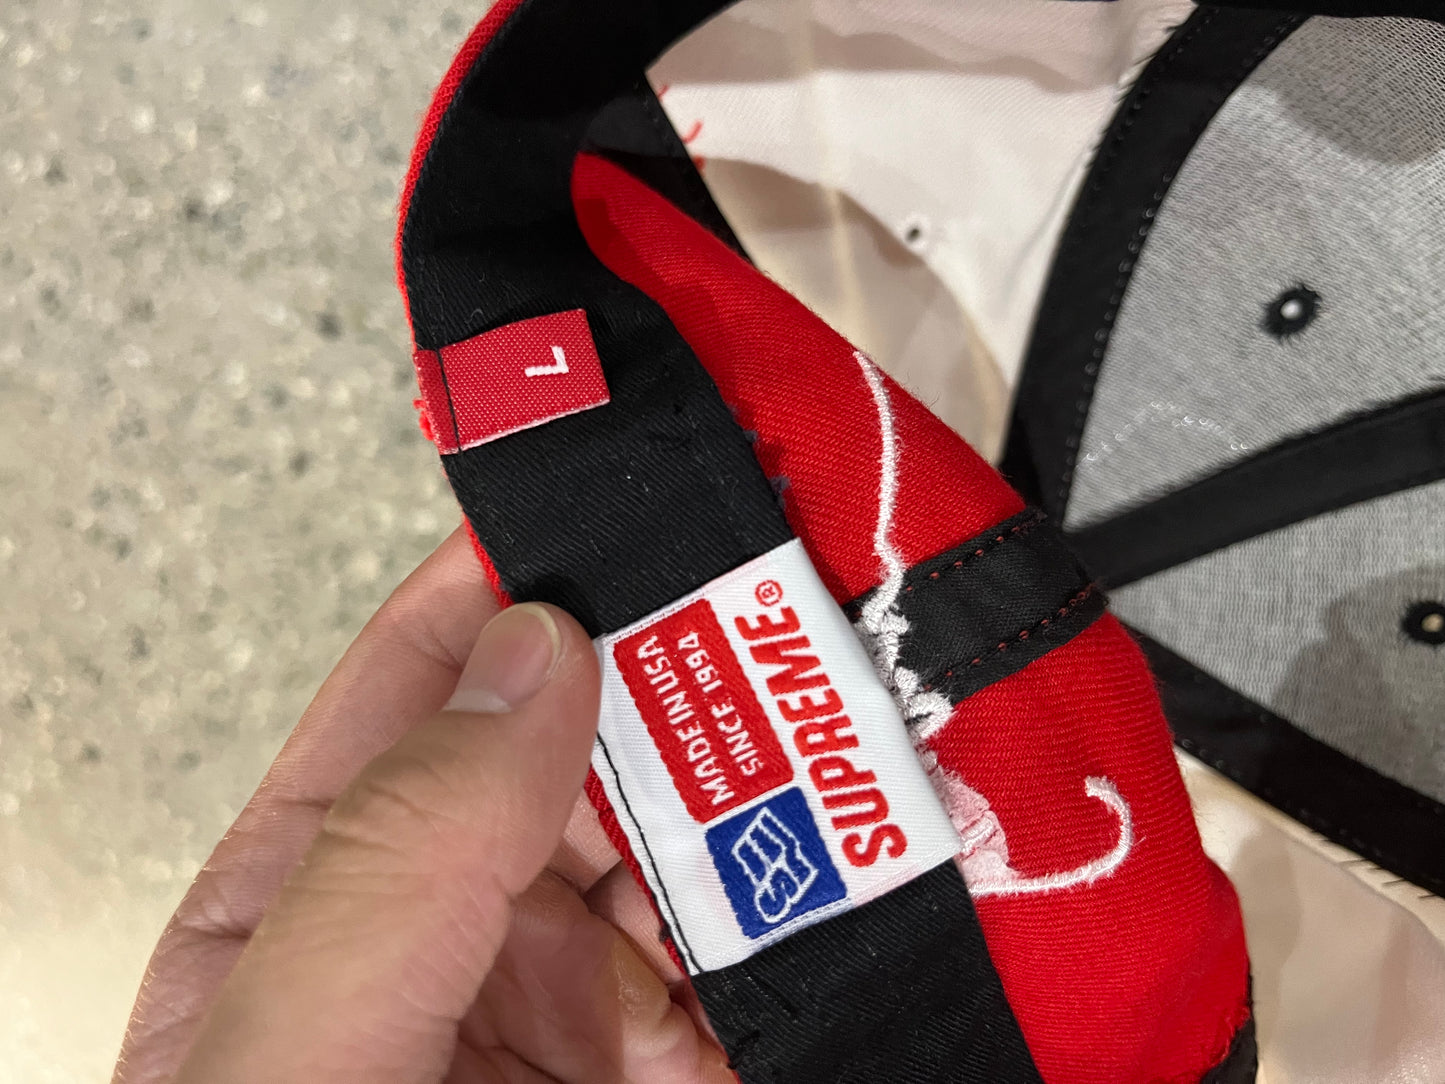 L
SUPREME®
MADE IN USA
SINCE 1994